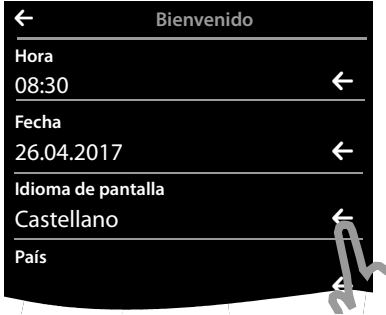 Bienvenido
Hora
08:30
Fecha
26.04.2017
Idioma de pantalla
Castellano
País